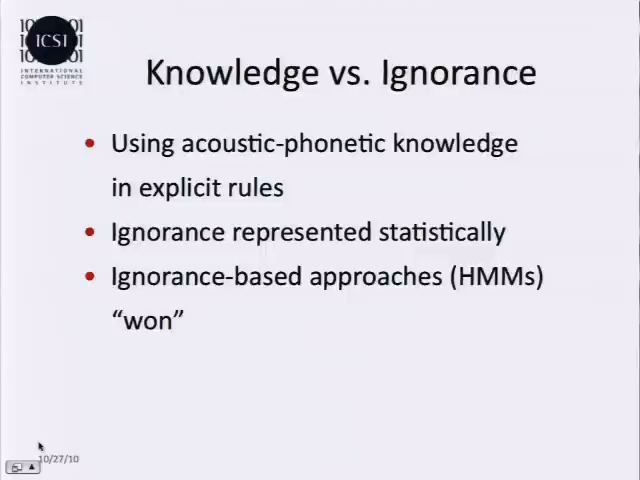 ICSI
INTERNATIONAL
COMPUTER SCIENCE
INSTITUTE
Knowledge vs. Ignorance
• Using acoustic-phonetic knowledge
in explicit rules
• Ignorance represented statistically
• Ignorance-based approaches (HMMs)
“won”
10/27/10